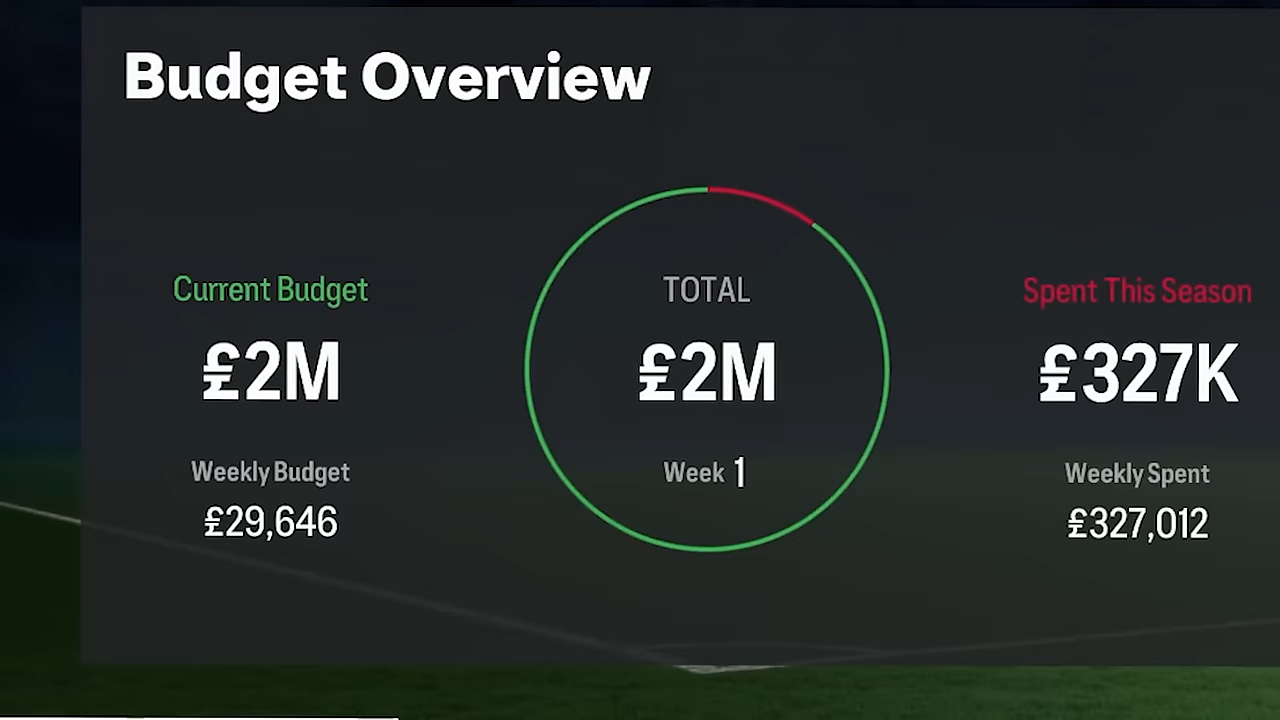 Budget Overview
Current Budget
£2M
Weekly Budget
£29,646
TOTAL
£2M
Week 1
Spent This Season
£327K
Weekly Spent
£327,012